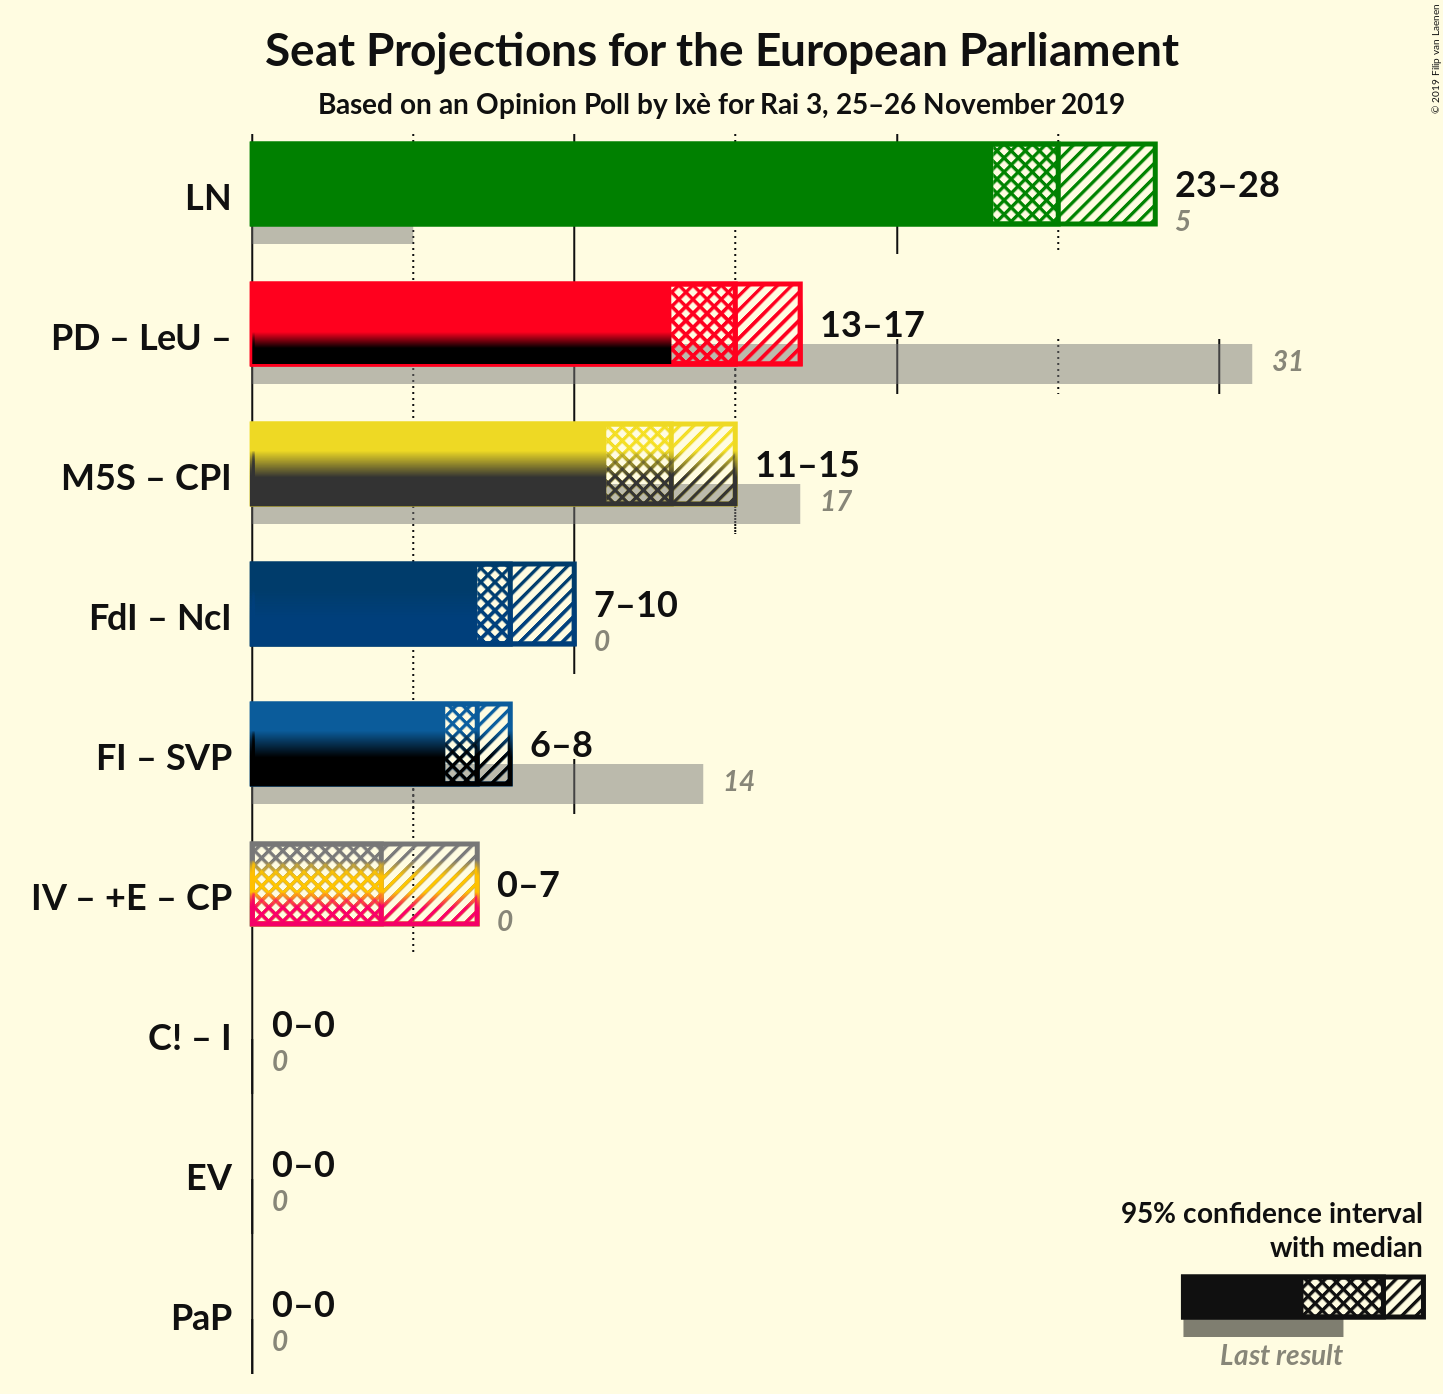 Seat Projections for the European Parliament
Based on an Opinion Poll by Ixè for Rai 3, 25–26 November 2019
© 2019 Filip van Laenen
LN
23–28
5
PD – LeU –
13–17
31
M5S – CPI
11–15
17
FdI – NcI
7–10
0
FI – SVP
6–8
14
IV – +E – CP
0–7
0
C! – I
0–0
0
EV
0–0
0
PaP
0–0
0
95% confidence interval
with median
Last result